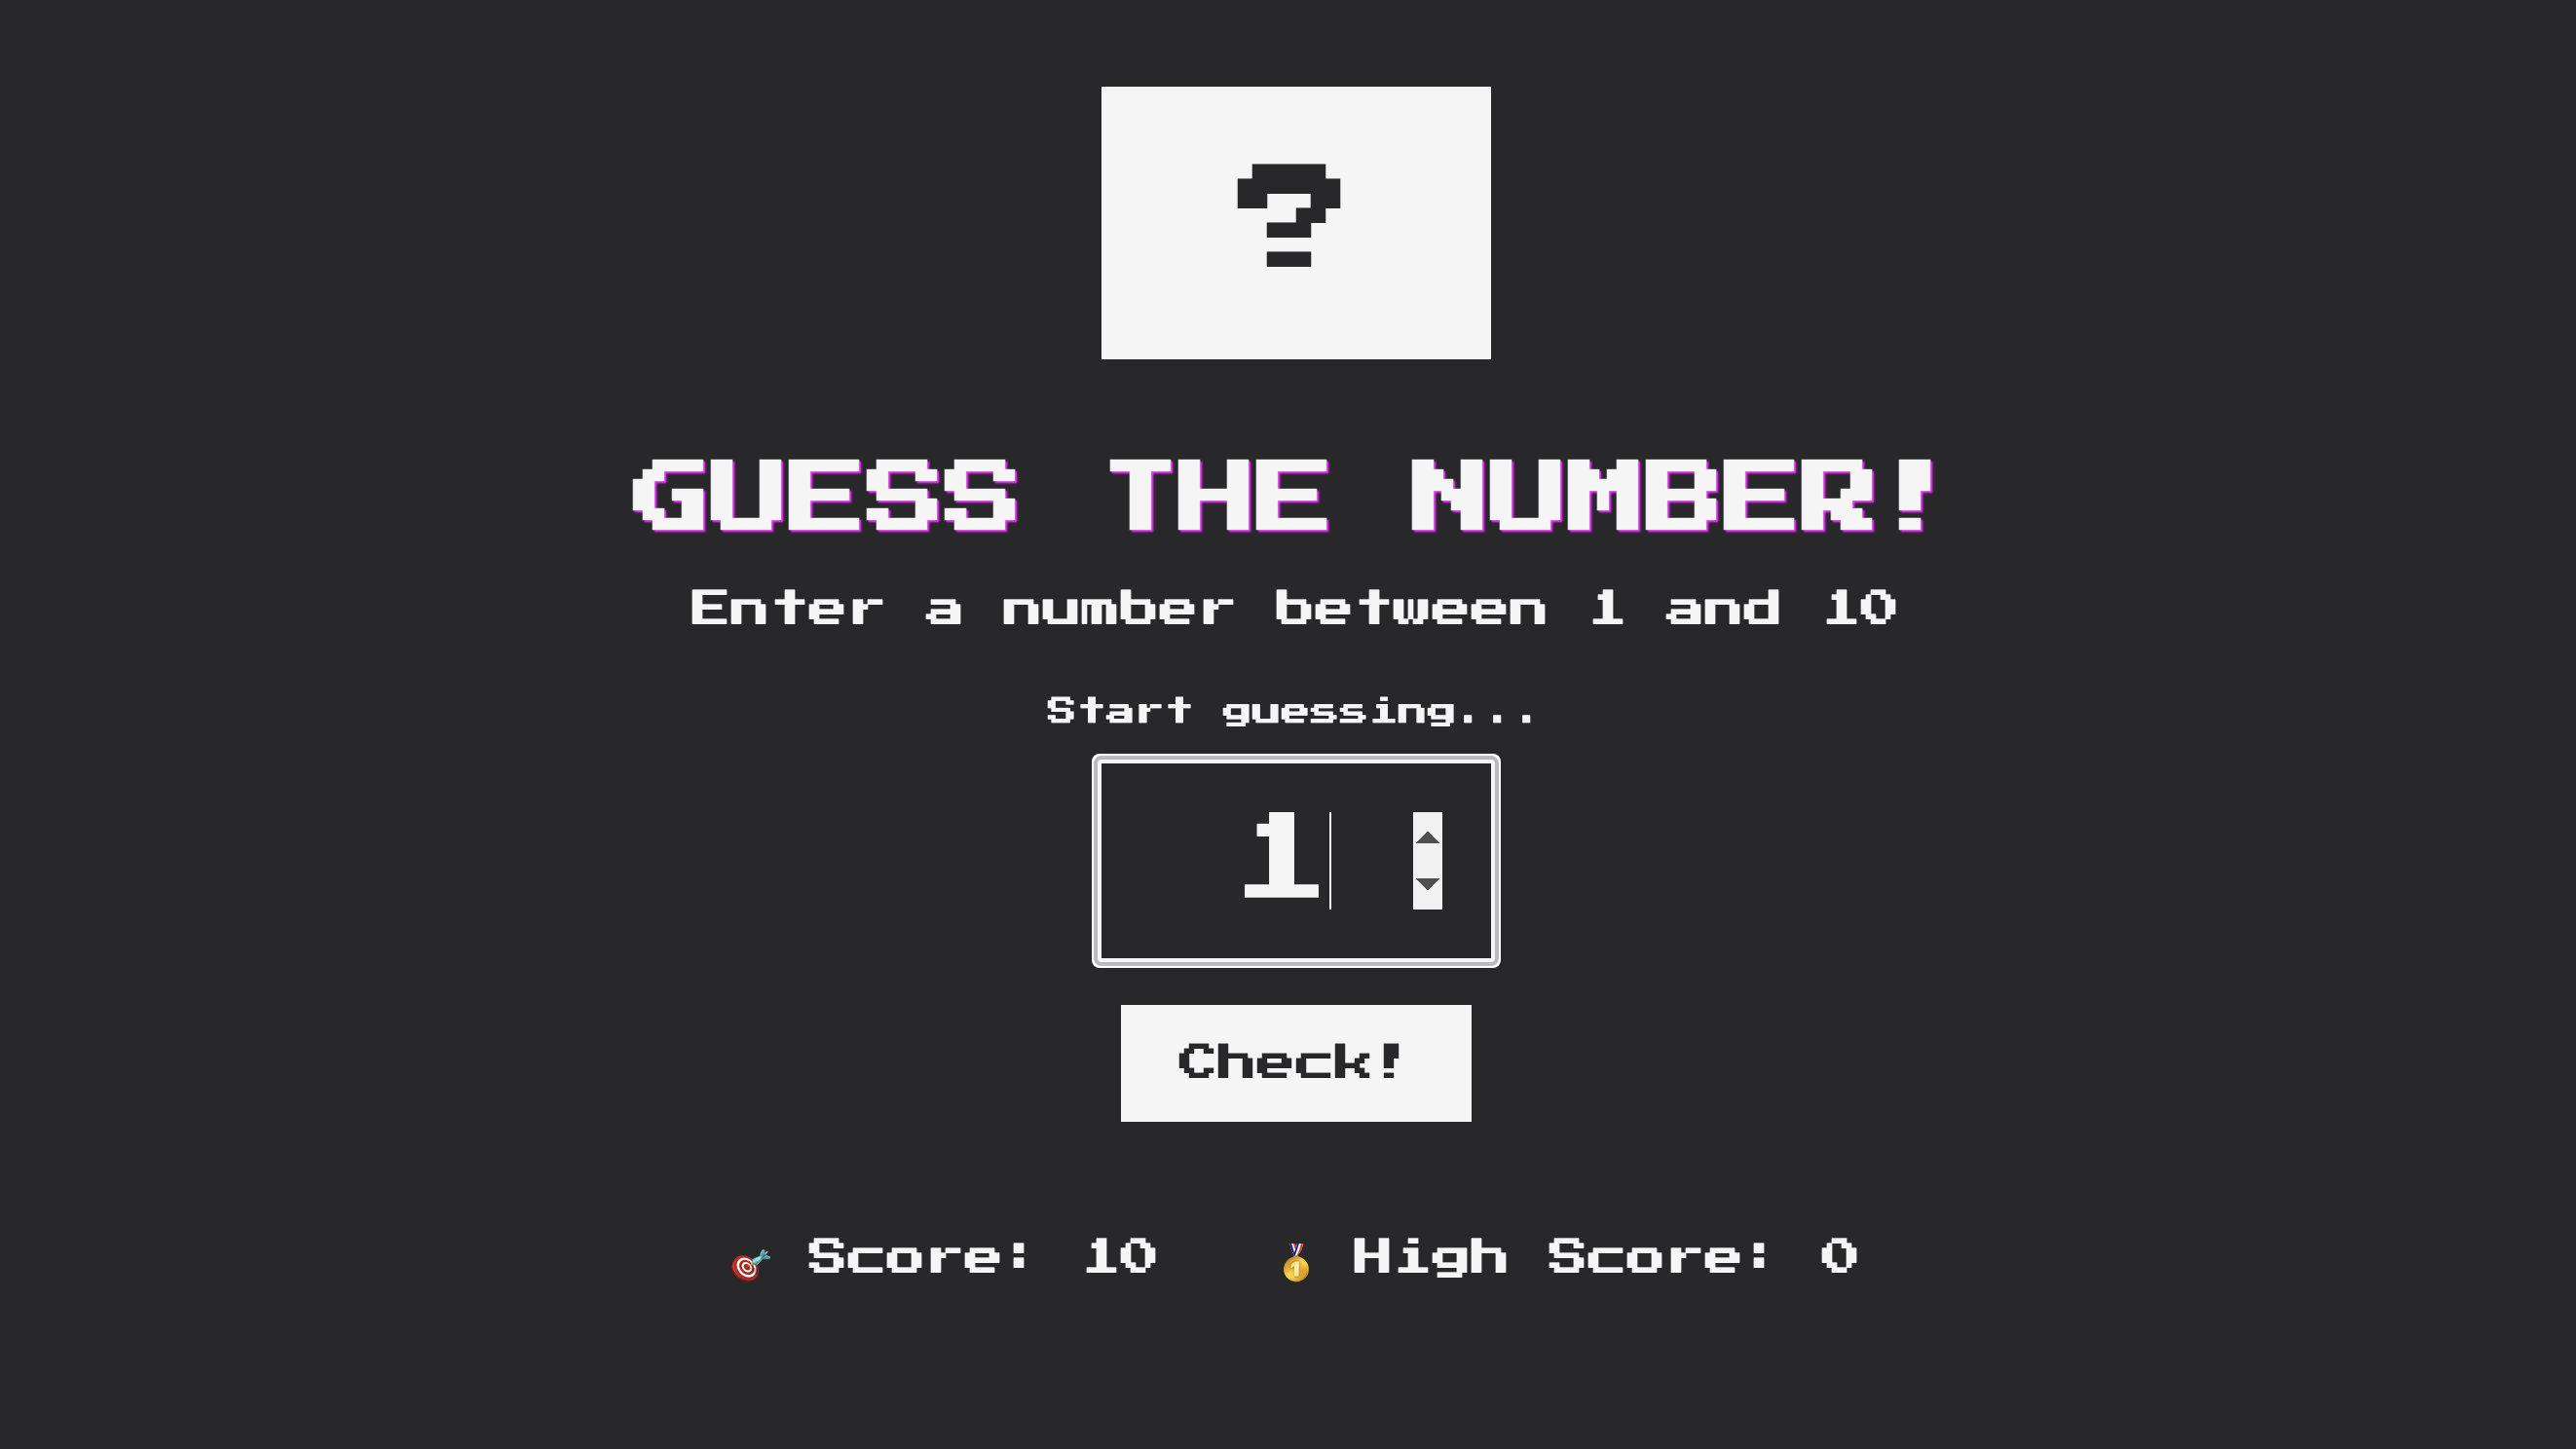 ?
GUESS THE NUMBER!
Enter a number between 1 and 10
Start guessing...
1
Check!
🎯 Score: 10 🥇 High Score: 0